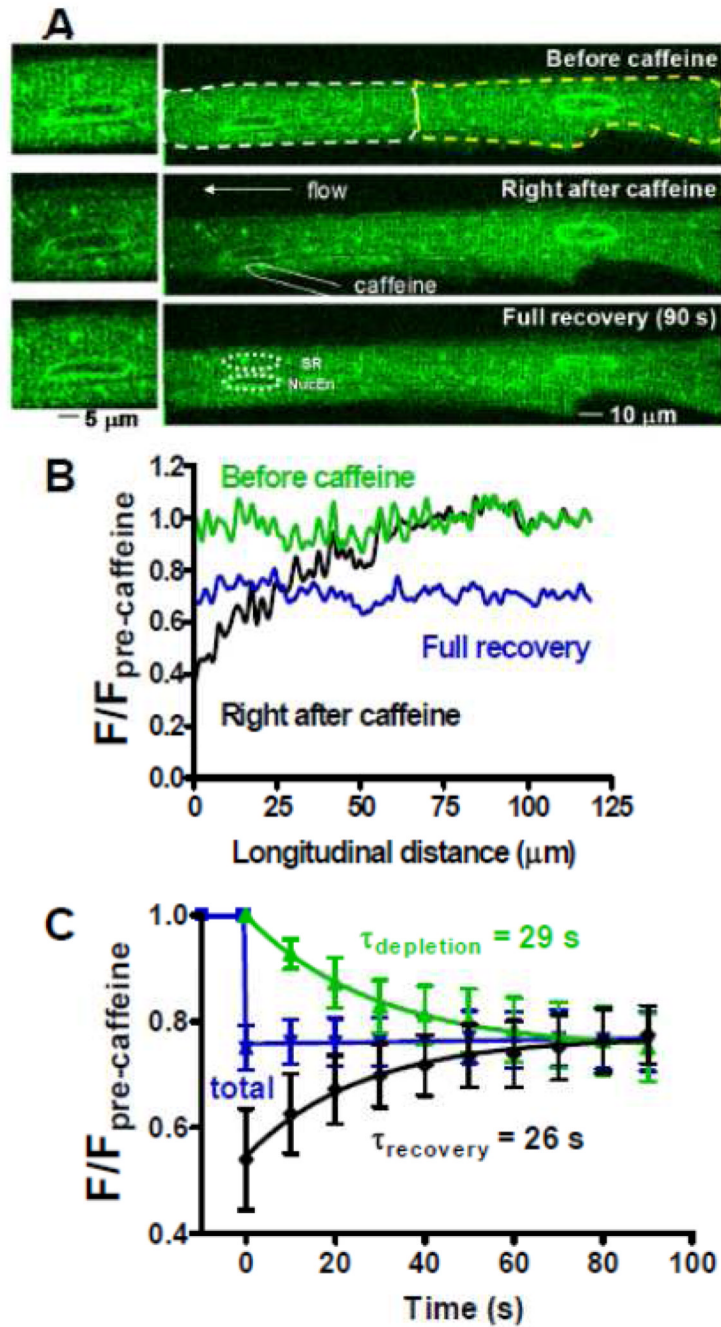 A
Before caffeine
Right after caffeine
flow
caffeine
Full recovery (90 s)
SR
NucEn
5 μm
10 μm
B
Before caffeine
Full recovery
Right after caffeine
F/F pre-caffeine
1.2
1.0
0.8
0.6
0.4
0.2
0.0
0 25 50 75 100 125
Longitudinal distance (μm)
C
τdepletion = 29 s
total
τrecovery = 26 s
F/F pre-caffeine
1.0
0.8
0.6
0.4
0 20 40 60 80 100
Time (s)